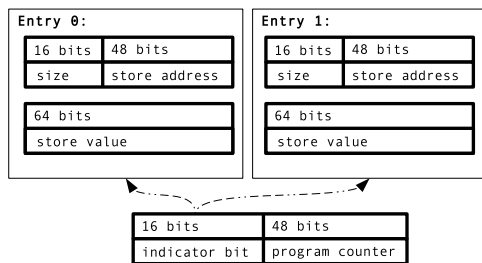 Entry 0:
16 bits 48 bits
size store address
64 bits
store value
Entry 1:
16 bits 48 bits
size store address
64 bits
store value
16 bits 48 bits
indicator bit program counter